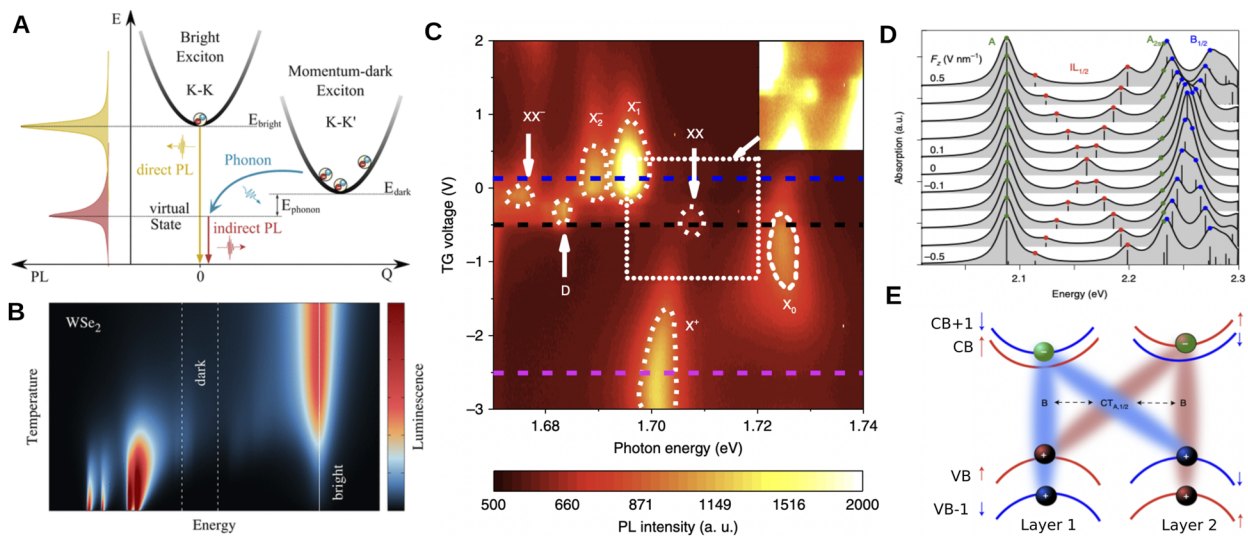 A
E
Bright
Exciton
K-K
Momentum-dark
Exciton
K-K'
E_bright
direct PL
Phonon
E_dark
E_phonon
virtual
State
indirect PL
PL
0
Q
B
WSe₂
dark
bright
Temperature
Energy
Luminescence
C
2
1
0
−1
−2
−3
TG voltage (V)
XX⁻
X₂⁻
X₁⁻
XX
D
X₀
X⁺
1.68
1.70
1.72
1.74
Photon energy (eV)
500
660
871
1149
1516
2000
PL intensity (a. u.)
D
A
A₂ₛ
B₁/₂
F_z (V nm⁻¹)
IL₁/₂
0.5
0.1
0
−0.1
−0.5
Absorption (a.u.)
2.1
2.2
2.3
Energy (eV)
E
CB+1
CB
B
CT_A,1/2
B
VB
VB-1
Layer 1
Layer 2